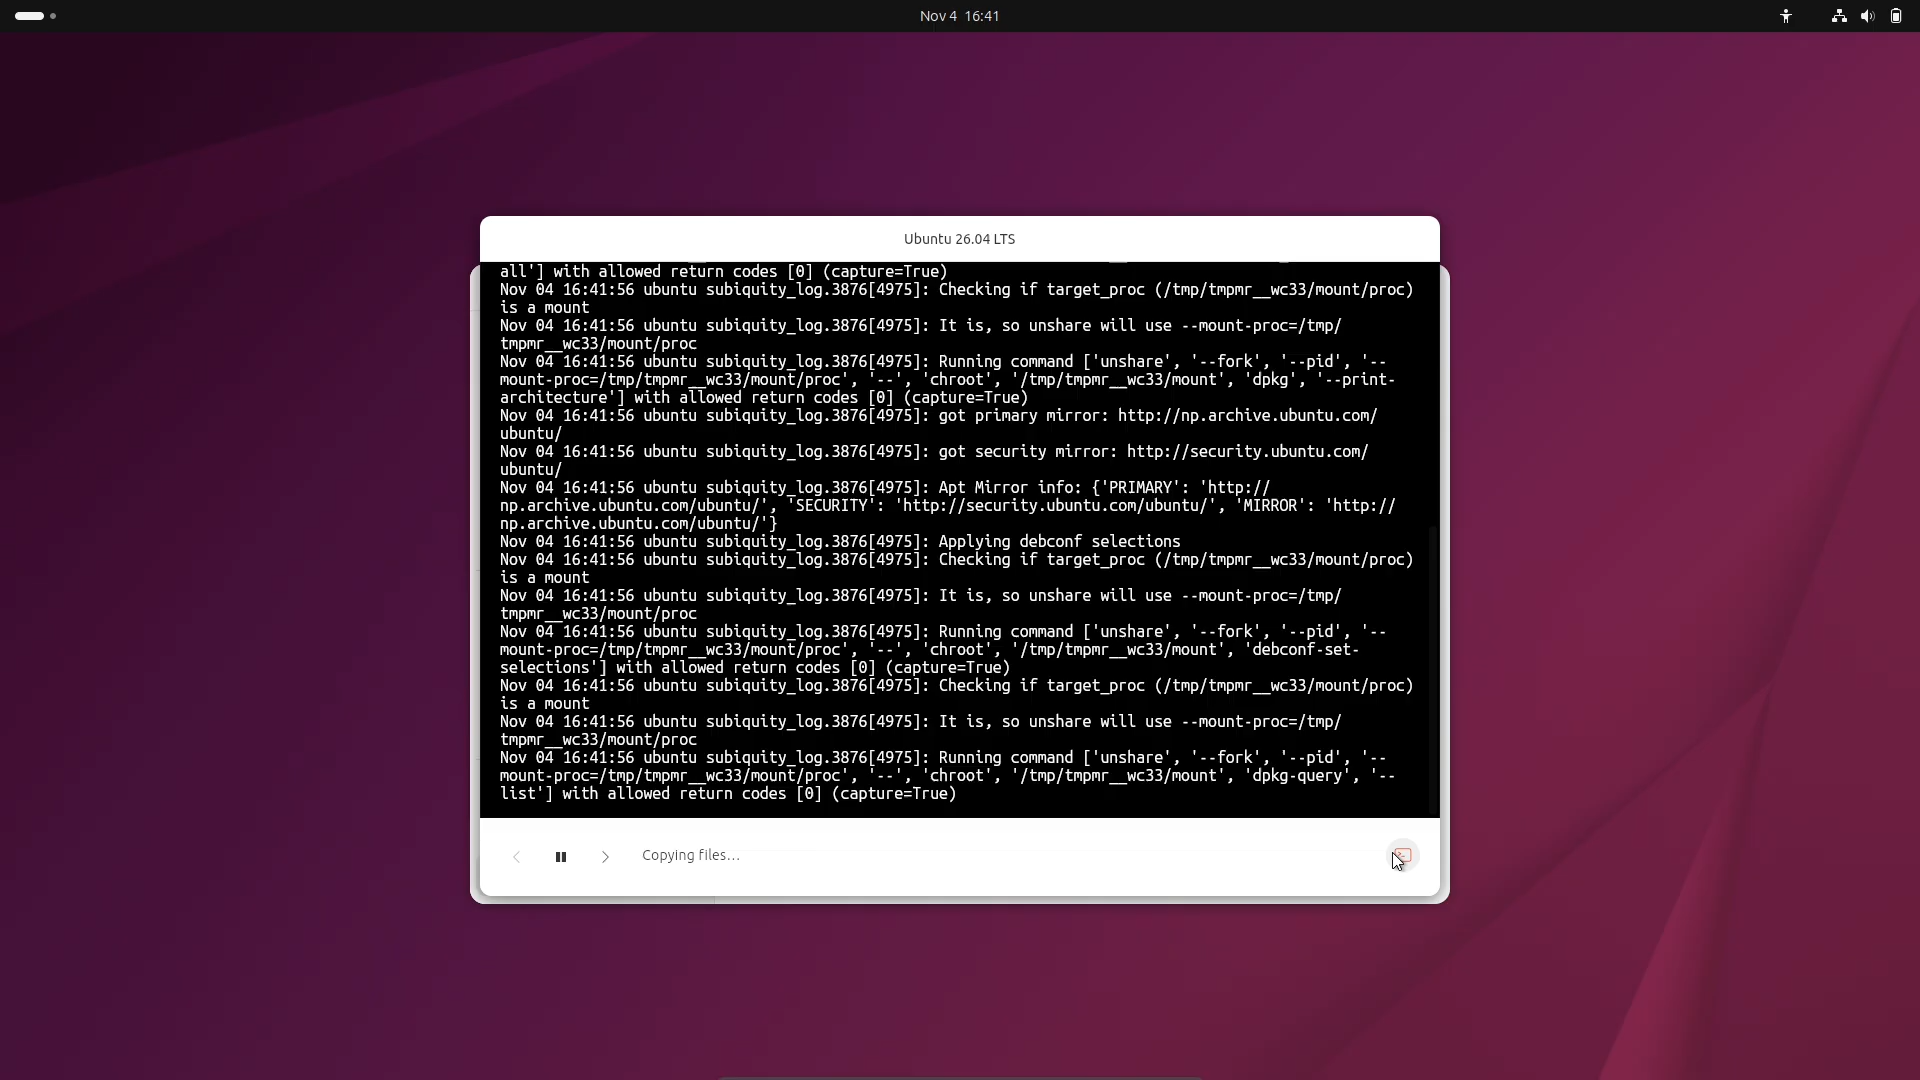 Nov 4 16:41
Ubuntu 26.04 LTS
all'] with allowed return codes [0] (capture=True)
Nov 04 16:41:56 ubuntu subiquity_log.3876[4975]: Checking if target_proc (/tmp/tmpmr__wc33/mount/proc)
is a mount
Nov 04 16:41:56 ubuntu subiquity_log.3876[4975]: It is, so unshare will use --mount-proc=/tmp/
tmpmr__wc33/mount/proc
Nov 04 16:41:56 ubuntu subiquity_log.3876[4975]: Running command ['unshare', '--fork', '--pid', '--
mount-proc=/tmp/tmpmr__wc33/mount/proc', '--', 'chroot', '/tmp/tmpmr__wc33/mount', 'dpkg', '--print-
architecture'] with allowed return codes [0] (capture=True)
Nov 04 16:41:56 ubuntu subiquity_log.3876[4975]: got primary mirror: http://np.archive.ubuntu.com/
ubuntu/
Nov 04 16:41:56 ubuntu subiquity_log.3876[4975]: got security mirror: http://security.ubuntu.com/
ubuntu/
Nov 04 16:41:56 ubuntu subiquity_log.3876[4975]: Apt Mirror info: {'PRIMARY': 'http://
np.archive.ubuntu.com/ubuntu/', 'SECURITY': 'http://security.ubuntu.com/ubuntu/', 'MIRROR': 'http://
np.archive.ubuntu.com/ubuntu/'}
Nov 04 16:41:56 ubuntu subiquity_log.3876[4975]: Applying debconf selections
Nov 04 16:41:56 ubuntu subiquity_log.3876[4975]: Checking if target_proc (/tmp/tmpmr__wc33/mount/proc)
is a mount
Nov 04 16:41:56 ubuntu subiquity_log.3876[4975]: It is, so unshare will use --mount-proc=/tmp/
tmpmr__wc33/mount/proc
Nov 04 16:41:56 ubuntu subiquity_log.3876[4975]: Running command ['unshare', '--fork', '--pid', '--
mount-proc=/tmp/tmpmr__wc33/mount/proc', '--', 'chroot', '/tmp/tmpmr__wc33/mount', 'debconf-set-
selections'] with allowed return codes [0] (capture=True)
Nov 04 16:41:56 ubuntu subiquity_log.3876[4975]: Checking if target_proc (/tmp/tmpmr__wc33/mount/proc)
is a mount
Nov 04 16:41:56 ubuntu subiquity_log.3876[4975]: It is, so unshare will use --mount-proc=/tmp/
tmpmr__wc33/mount/proc
Nov 04 16:41:56 ubuntu subiquity_log.3876[4975]: Running command ['unshare', '--fork', '--pid', '--
mount-proc=/tmp/tmpmr__wc33/mount/proc', '--', 'chroot', '/tmp/tmpmr__wc33/mount', 'dpkg-query', '--
list'] with allowed return codes [0] (capture=True)
Copying files…